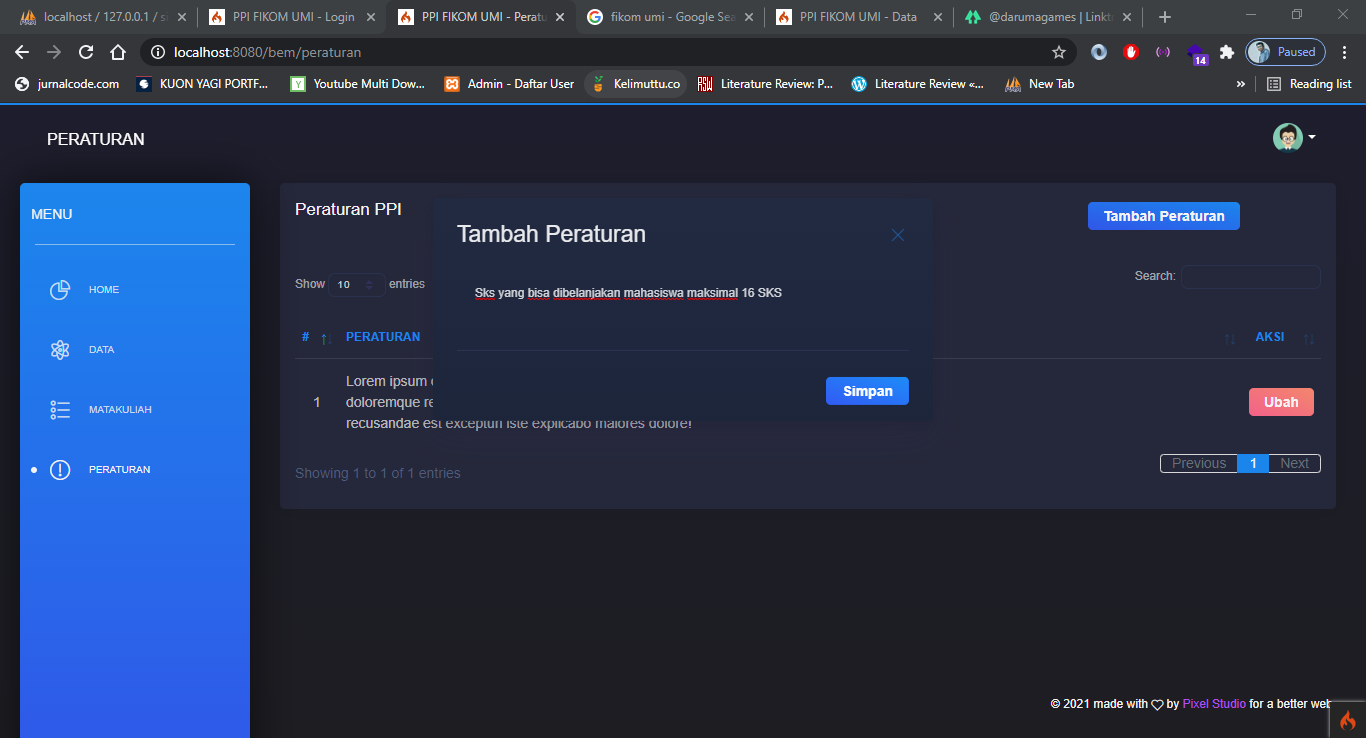 localhost / 127.0.0.1 / si
PPI FIKOM UMI - Login
PPI FIKOM UMI - Peratu
fikom umi - Google Sea
PPI FIKOM UMI - Data
@darumagames | Linktr
localhost:8080/bem/peraturan
14
Paused
jurnalcode.com
KUON YAGI PORTF...
Youtube Multi Dow...
Admin - Daftar User
Kelimuttu.co
Literature Review: P...
Literature Review «...
New Tab
»
Reading list
PERATURAN
MENU
HOME
DATA
MATAKULIAH
PERATURAN
Peraturan PPI
Tambah Peraturan
Show 10 entries
Search:
# PERATURAN AKSI
1
Lorem ipsum
doloremque
recusandae est excepturi iste explicabo maiores dolore!
Ubah
Showing 1 to 1 of 1 entries
Previous 1 Next
Tambah Peraturan
Sks yang bisa dibelanjakan mahasiswa maksimal 16 SKS
Simpan
© 2021 made with by Pixel Studio for a better web